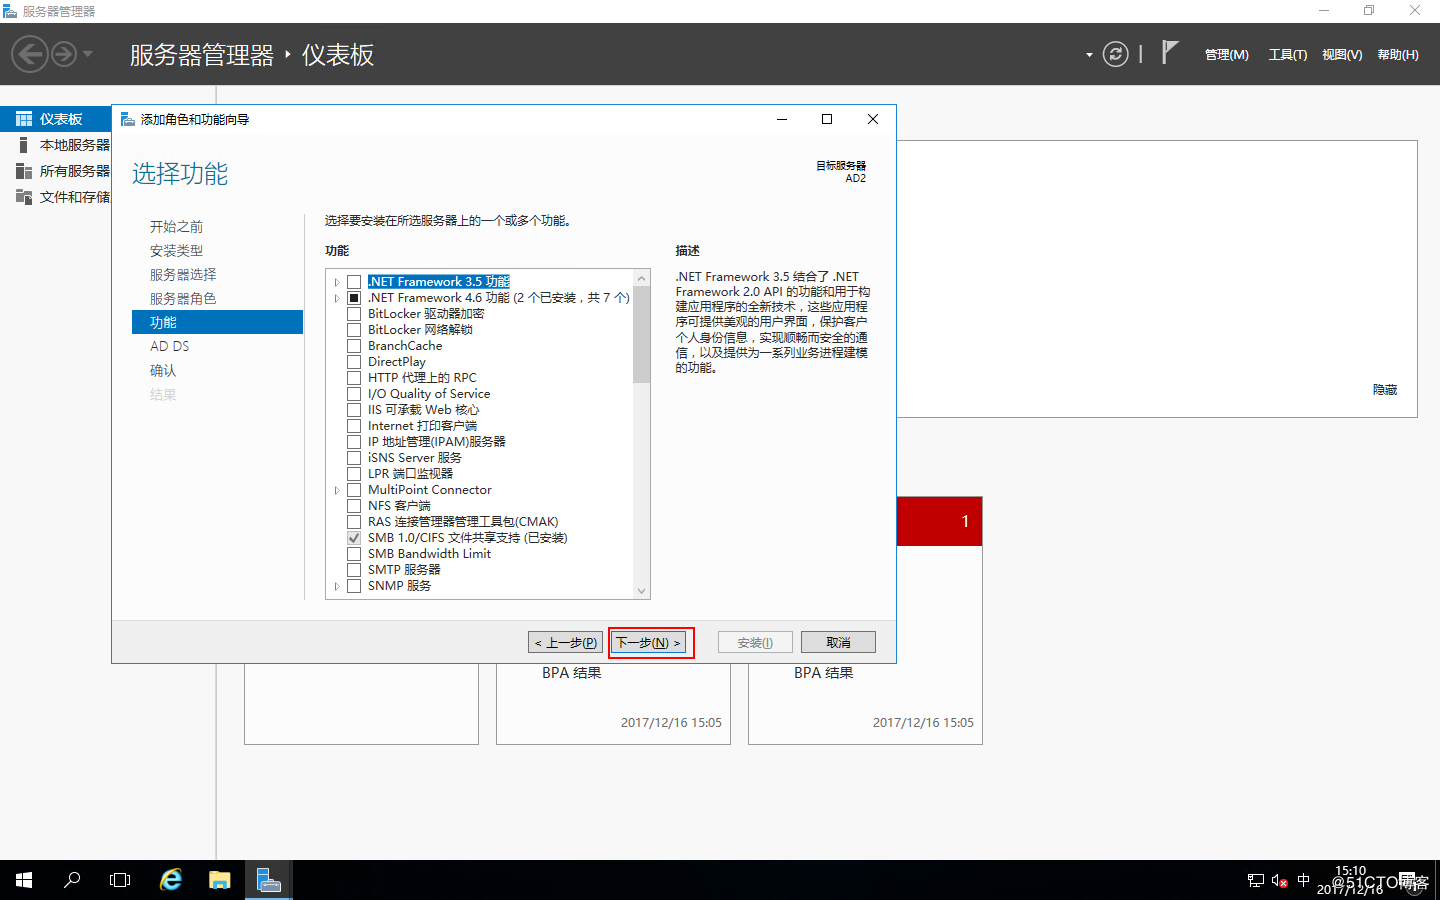 服务器管理器
服务器管理器 仪表板
管理(M) 工具(T) 视图(V) 帮助(H)
仪表板
本地服务器
所有服务器
文件和存储
添加角色和功能向导
选择功能
目标服务器
AD2
开始之前
安装类型
服务器选择
服务器角色
功能
AD DS
确认
结果
选择要安装在所选服务器上的一个或多个功能。
功能
.NET Framework 3.5 功能
.NET Framework 4.6 功能 (2 个已安装，共 7 个)
BitLocker 驱动器加密
BitLocker 网络解锁
BranchCache
DirectPlay
HTTP 代理上的 RPC
I/O Quality of Service
IIS 可承载 Web 核心
Internet 打印客户端
IP 地址管理(IPAM)服务器
iSNS Server 服务
LPR 端口监视器
MultiPoint Connector
NFS 客户端
RAS 连接管理器管理工具包(CMAK)
SMB 1.0/CIFS 文件共享支持 (已安装)
SMB Bandwidth Limit
SMTP 服务器
SNMP 服务
描述
.NET Framework 3.5 结合了 .NET
Framework 2.0 API 的功能和用于构
建应用程序的全新技术，这些应用程
序可提供美观的用户界面，保护客户
个人身份信息，实现顺畅而安全的通
信，以及提供为一系列业务进程建模
的功能。
< 上一步(P) 下一步(N) > 安装(I) 取消
隐藏
1
BPA 结果
2017/12/16 15:05
BPA 结果
2017/12/16 15:05
中
15:10
2017/12/16
@51CTO博客